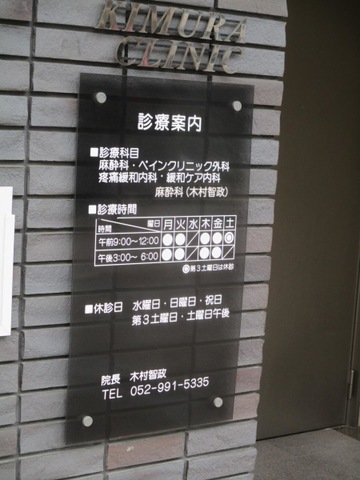 KIMURA
CLINIC
診療案内
■診療科目
麻酔科・ペインクリニック外科
疼痛緩和内科・緩和ケア内科
麻酔科(木村智政)
■診療時間
時間 曜日 月 火 水 木 金 土
午前9:00~12:00 ● ● / ● ● ◎
午後3:00~6:00 ● ● / ● ● /
◎第3土曜日は休診
■休診日 水曜日・日曜日・祝日
第3土曜日・土曜日午後
院長 木村智政
TEL 052-991-5335